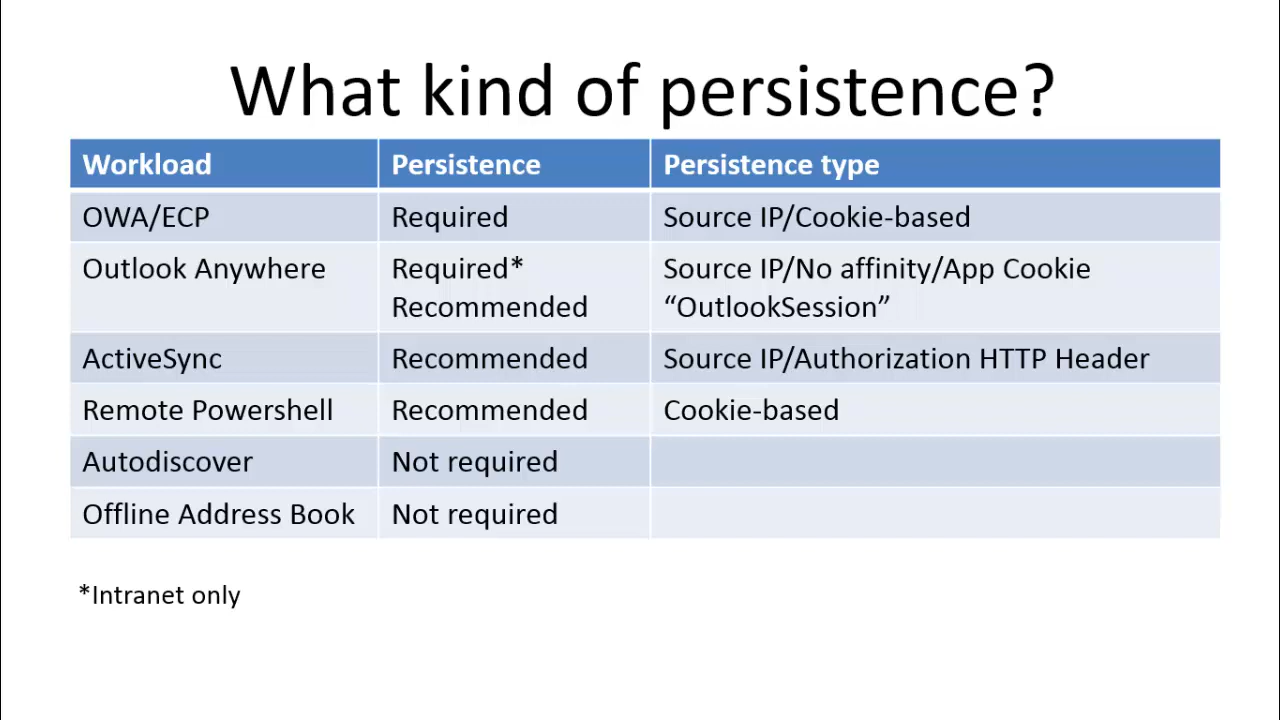 What kind of persistence?
Workload Persistence Persistence type
OWA/ECP Required Source IP/Cookie-based
Outlook Anywhere Required* Source IP/No affinity/App Cookie
Recommended “OutlookSession”
ActiveSync Recommended Source IP/Authorization HTTP Header
Remote Powershell Recommended Cookie-based
Autodiscover Not required
Offline Address Book Not required
*Intranet only